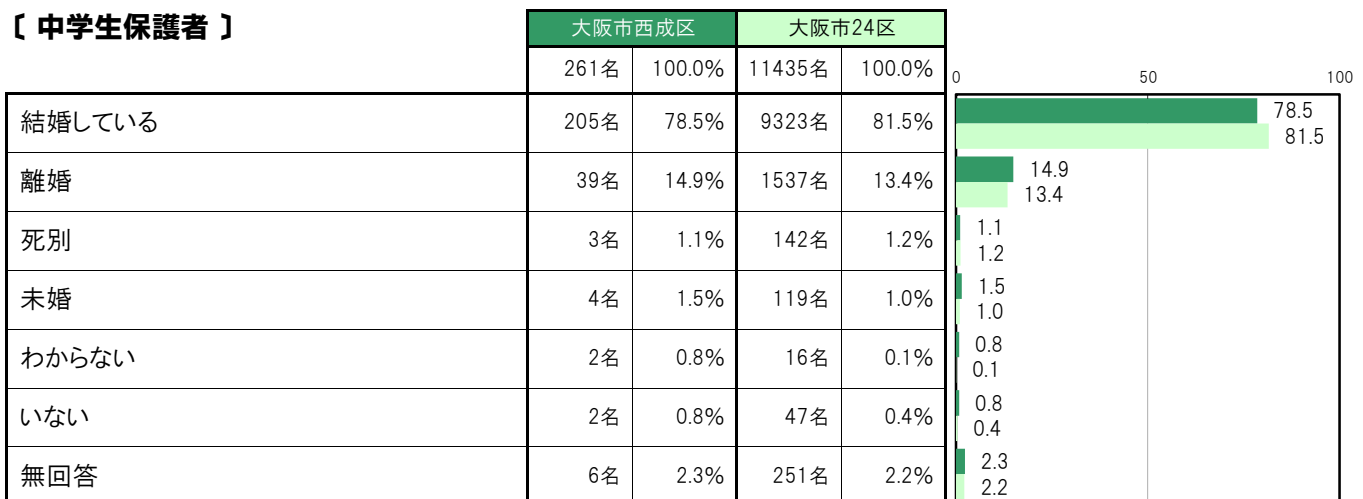 〔 中学生保護者 〕
大阪市西成区 大阪市24区
261名 100.0% 11435名 100.0%
0 50 100
結婚している 205名 78.5% 9323名 81.5%
78.5
81.5
離婚 39名 14.9% 1537名 13.4%
14.9
13.4
死別 3名 1.1% 142名 1.2%
1.1
1.2
未婚 4名 1.5% 119名 1.0%
1.5
1.0
わからない 2名 0.8% 16名 0.1%
0.8
0.1
いない 2名 0.8% 47名 0.4%
0.8
0.4
無回答 6名 2.3% 251名 2.2%
2.3
2.2